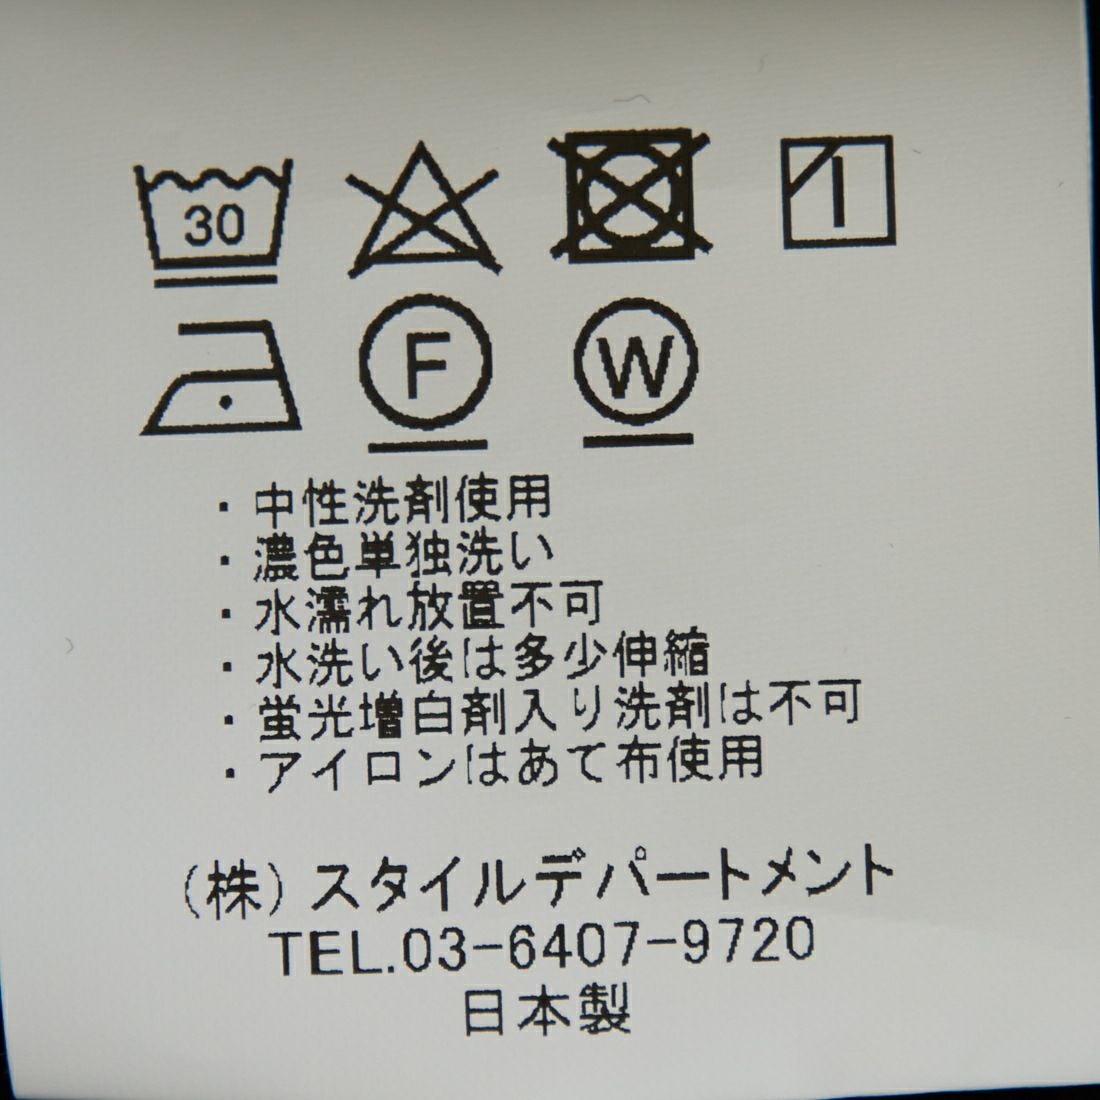 30
F W
・中性洗剤使用
・濃色単独洗い
・水濡れ放置不可
・水洗い後は多少伸縮
・蛍光増白剤入り洗剤は不可
・アイロンはあて布使用
(株)スタイルデパートメント
TEL.03-6407-9720
日本製